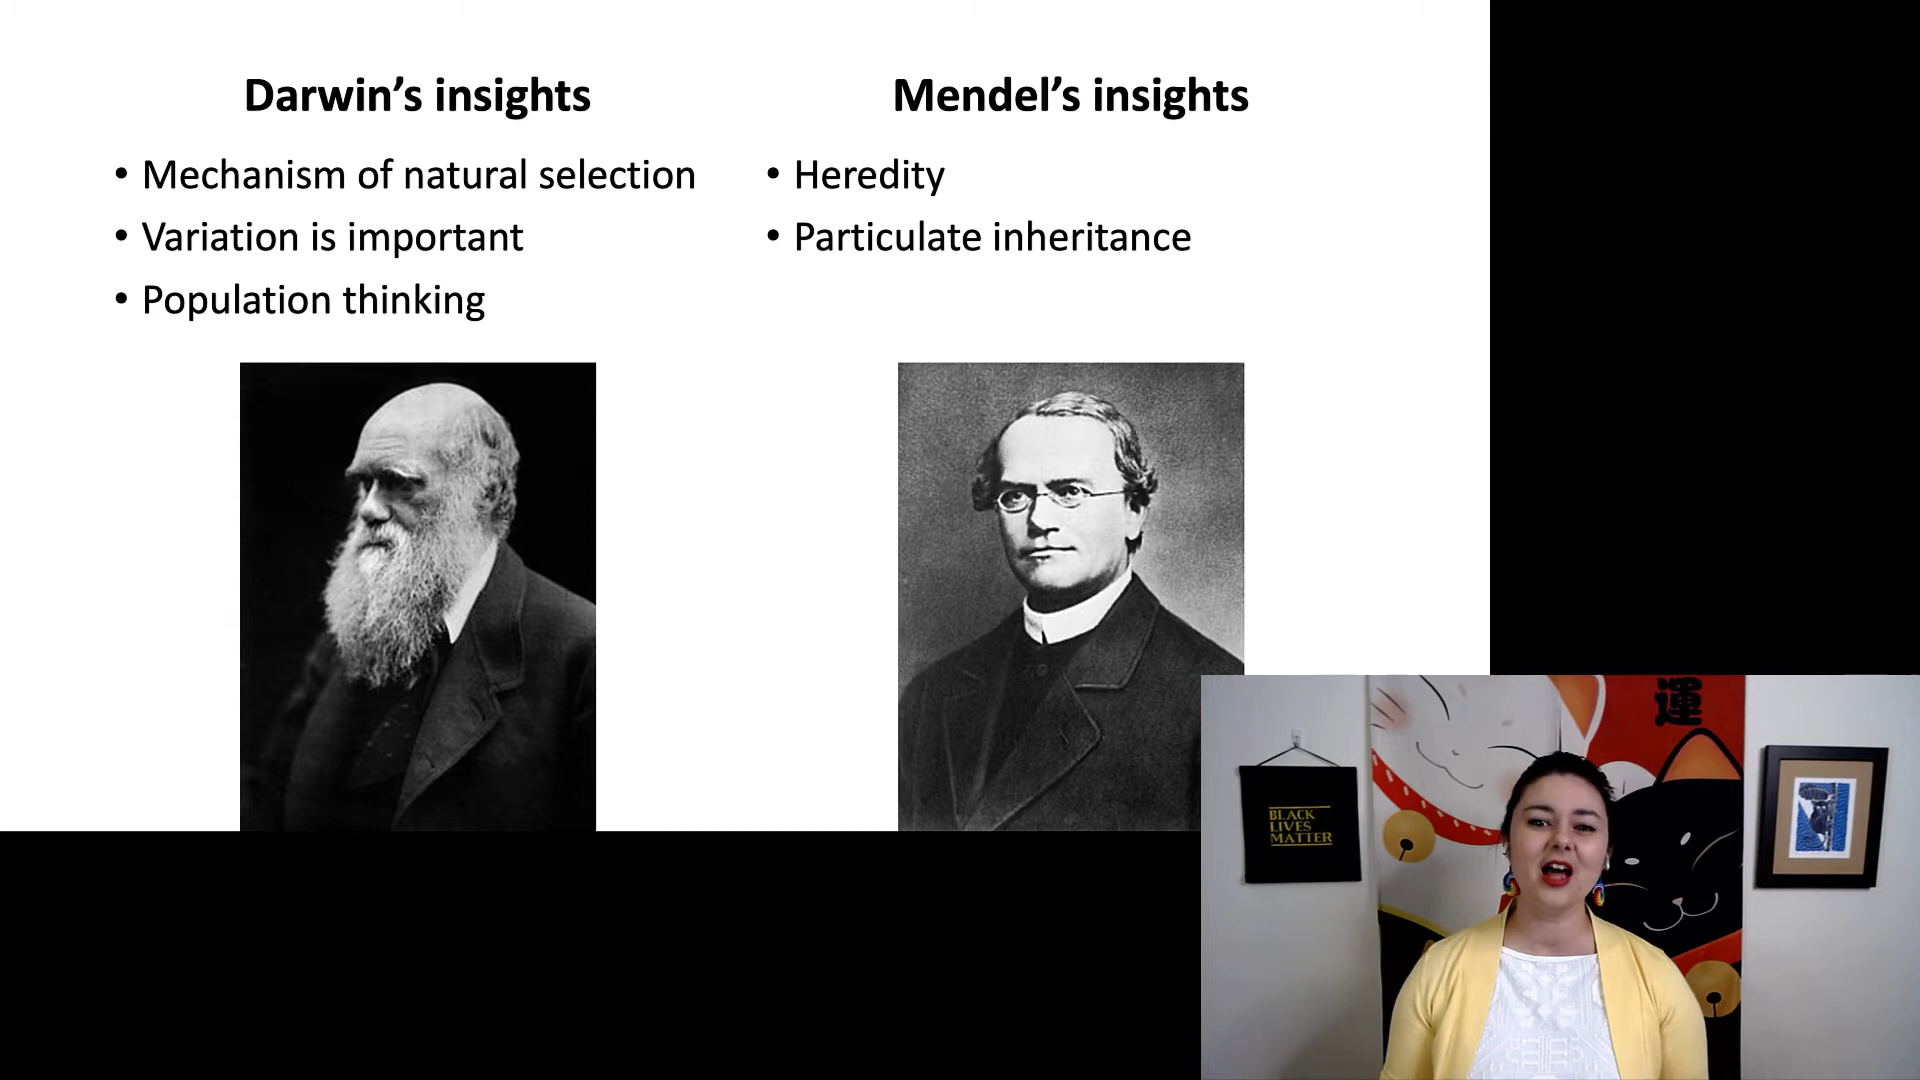 Darwin’s insights
• Mechanism of natural selection
• Variation is important
• Population thinking
Mendel’s insights
• Heredity
• Particulate inheritance
運
BLACK
LIVES
MATTER